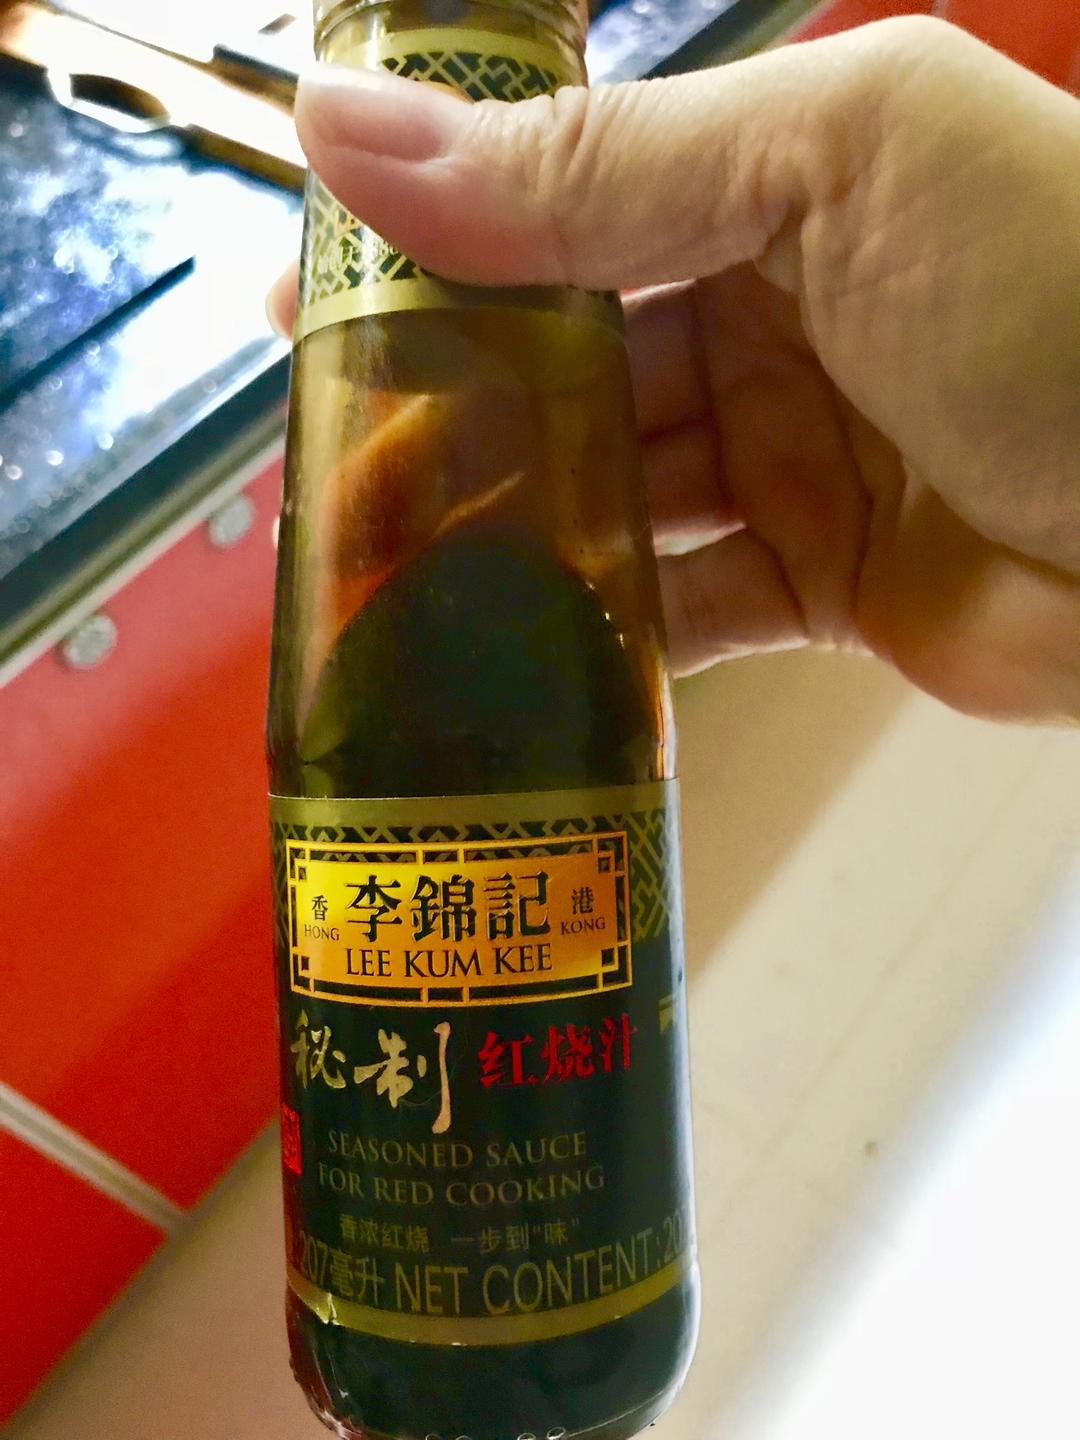 香 李錦記 港
HONG KONG
LEE KUM KEE
秘制 红烧汁
SEASONED SAUCE
FOR RED COOKING
香浓红烧 一步到"味"
207毫升 NET CONTENT:20